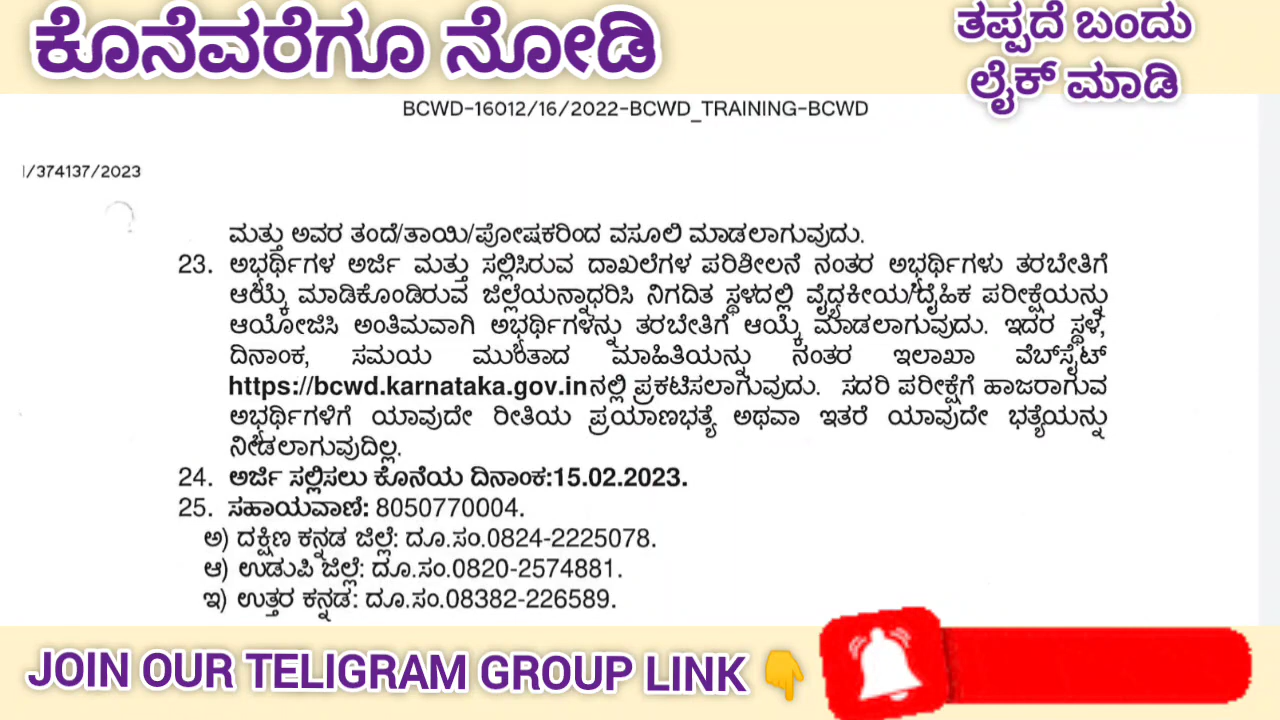 ಕೊನೆವರೆಗೂ ನೋಡಿ
ತಪ್ಪದೆ ಬಂದು
ಲೈಕ್ ಮಾಡಿ
BCWD-16012/16/2022-BCWD_TRAINING-BCWD
I/374137/2023
ಮತ್ತು ಅವರ ತಂದೆ/ತಾಯಿ/ಪೋಷಕರಿಂದ ವಸೂಲಿ ಮಾಡಲಾಗುವುದು.
23. ಅಭ್ಯರ್ಥಿಗಳ ಅರ್ಜಿ ಮತ್ತು ಸಲ್ಲಿಸಿರುವ ದಾಖಲೆಗಳ ಪರಿಶೀಲನೆ ನಂತರ ಅಭ್ಯರ್ಥಿಗಳು ತರಬೇತಿಗೆ
ಆಯ್ಕೆ ಮಾಡಿಕೊಂಡಿರುವ ಜಿಲ್ಲೆಯನ್ನಾಧರಿಸಿ ನಿಗದಿತ ಸ್ಥಳದಲ್ಲಿ ವೈದ್ಯಕೀಯ/ದೈಹಿಕ ಪರೀಕ್ಷೆಯನ್ನು
ಆಯೋಜಿಸಿ ಅಂತಿಮವಾಗಿ ಅಭ್ಯರ್ಥಿಗಳನ್ನು ತರಬೇತಿಗೆ ಆಯ್ಕೆ ಮಾಡಲಾಗುವುದು. ಇದರ ಸ್ಥಳ,
ದಿನಾಂಕ, ಸಮಯ ಮುಂತಾದ ಮಾಹಿತಿಯನ್ನು ನಂತರ ಇಲಾಖಾ ವೆಬ್‌ಸೈಟ್
https://bcwd.karnataka.gov.inನಲ್ಲಿ ಪ್ರಕಟಿಸಲಾಗುವುದು. ಸದರಿ ಪರೀಕ್ಷೆಗೆ ಹಾಜರಾಗುವ
ಅಭ್ಯರ್ಥಿಗಳಿಗೆ ಯಾವುದೇ ರೀತಿಯ ಪ್ರಯಾಣಭತ್ಯೆ ಅಥವಾ ಇತರೆ ಯಾವುದೇ ಭತ್ಯೆಯನ್ನು
ನೀಡಲಾಗುವುದಿಲ್ಲ.
24. ಅರ್ಜಿ ಸಲ್ಲಿಸಲು ಕೊನೆಯ ದಿನಾಂಕ:15.02.2023.
25. ಸಹಾಯವಾಣಿ: 8050770004.
ಅ) ದಕ್ಷಿಣ ಕನ್ನಡ ಜಿಲ್ಲೆ: ದೂ.ಸಂ.0824-2225078.
ಆ) ಉಡುಪಿ ಜಿಲ್ಲೆ: ದೂ.ಸಂ.0820-2574881.
ಇ) ಉತ್ತರ ಕನ್ನಡ: ದೂ.ಸಂ.08382-226589.
JOIN OUR TELIGRAM GROUP LINK 👇